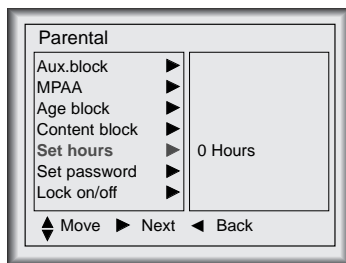 Parental
Aux.block
MPAA
Age block
Content block
Set hours
0 Hours
Set password
Lock on/off
Move Next Back